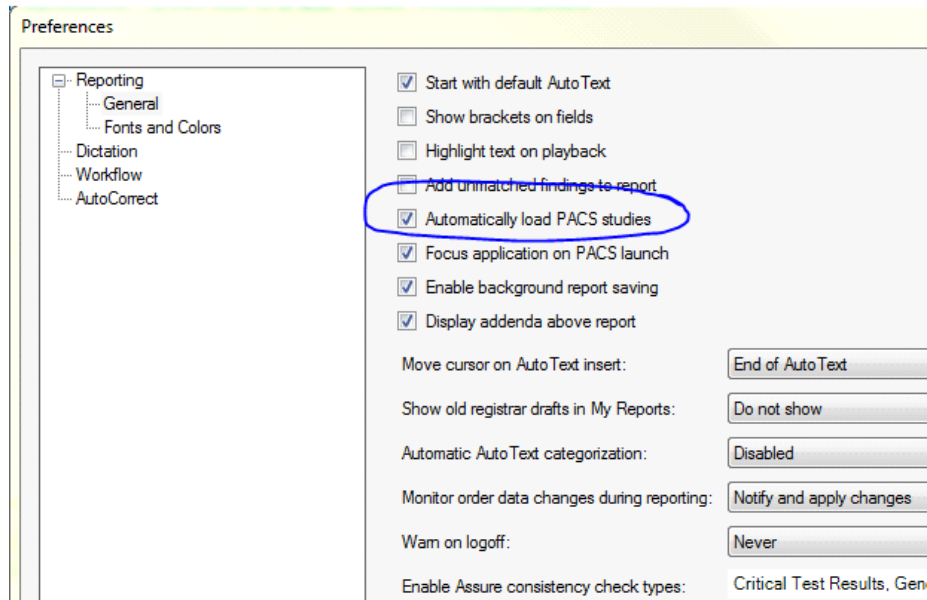 Preferences
Reporting
General
Fonts and Colors
Dictation
Workflow
AutoCorrect
Start with default AutoText
Show brackets on fields
Highlight text on playback
Add unmatched findings to report
Automatically load PACS studies
Focus application on PACS launch
Enable background report saving
Display addenda above report
Move cursor on AutoText insert: End of AutoText
Show old registrar drafts in My Reports: Do not show
Automatic AutoText categorization: Disabled
Monitor order data changes during reporting: Notify and apply changes
Warn on logoff: Never
Enable Assure consistency check types: Critical Test Results,